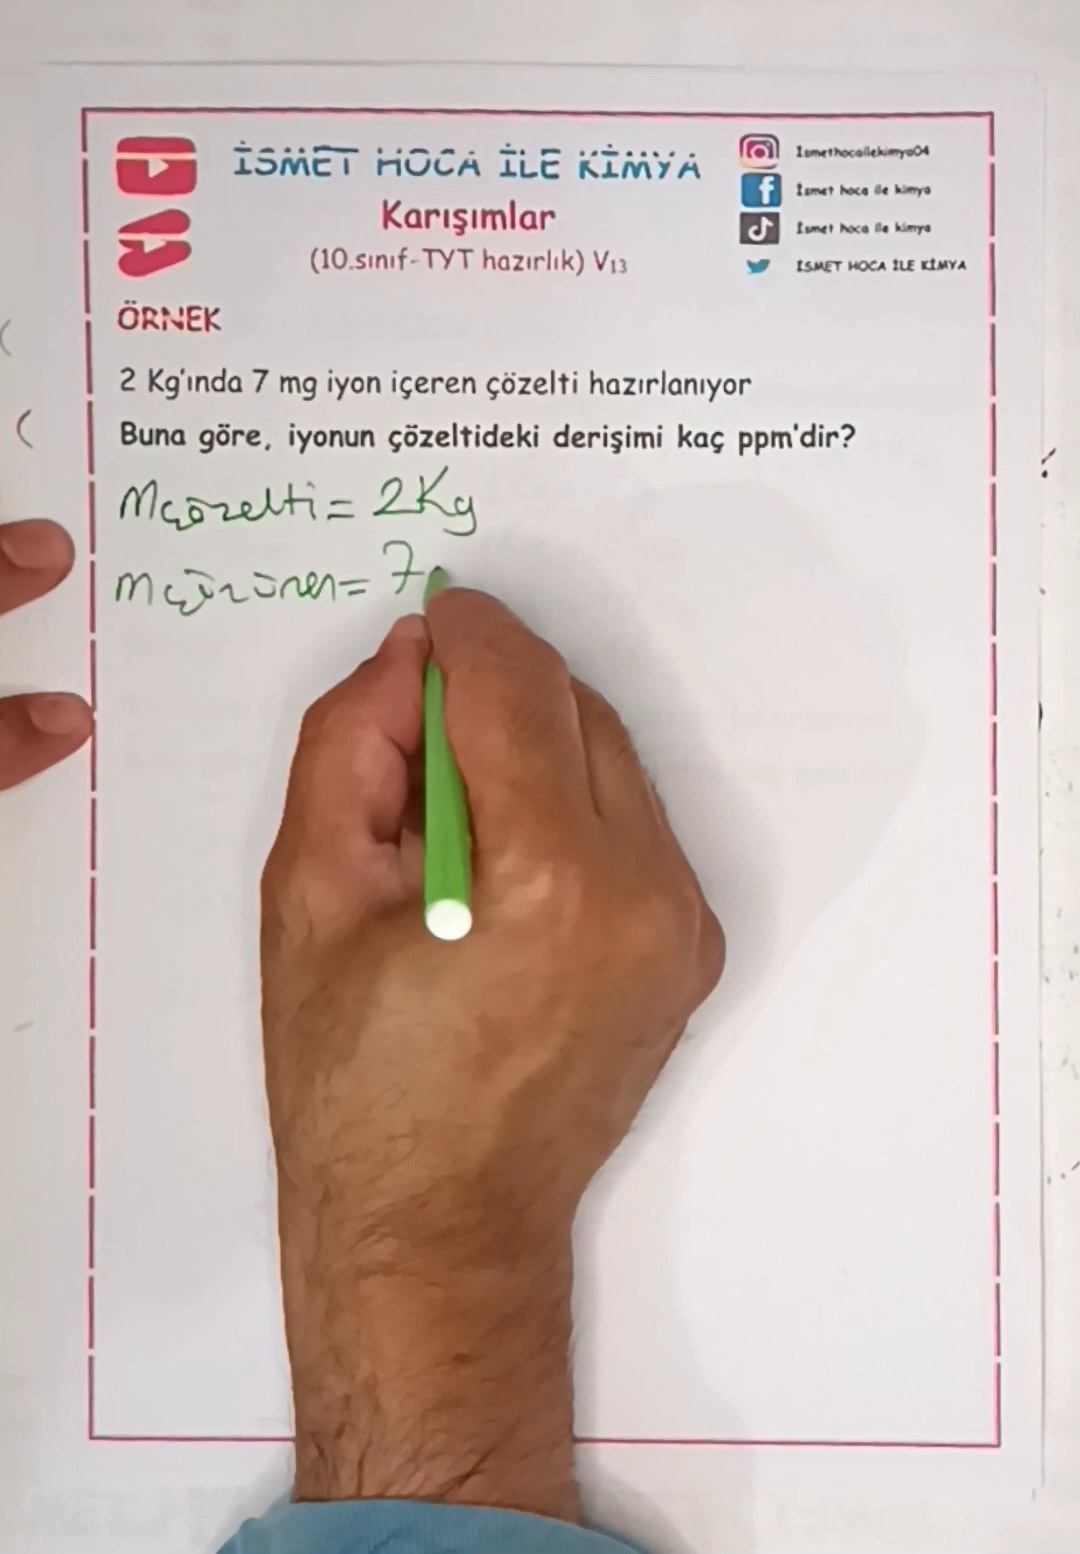 İSMET HOCA İLE KİMYA
Karışımlar
(10.sınıf-TYT hazırlık) V13
İsmethocailekimya04
İsmet hoca ile kimya
İsmet hoca ile kimya
İSMET HOCA İLE KİMYA
ÖRNEK
2 Kg'ında 7 mg iyon içeren çözelti hazırlanıyor
Buna göre, iyonun çözeltideki derişimi kaç ppm'dir?
Mçözelti = 2Kg
mçözünen = 7